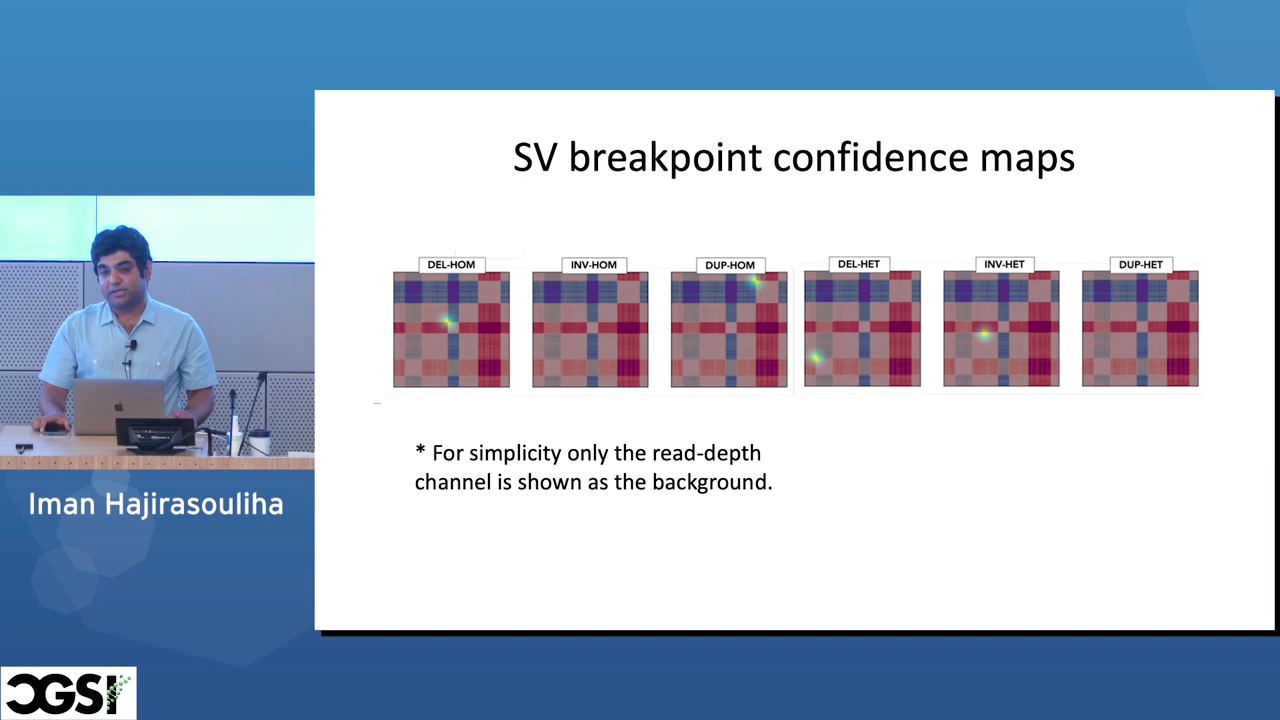 SV breakpoint confidence maps
DEL-HOM
INV-HOM
DUP-HOM
DEL-HET
INV-HET
DUP-HET
* For simplicity only the read-depth
channel is shown as the background.
Iman Hajirasouliha
CGSI